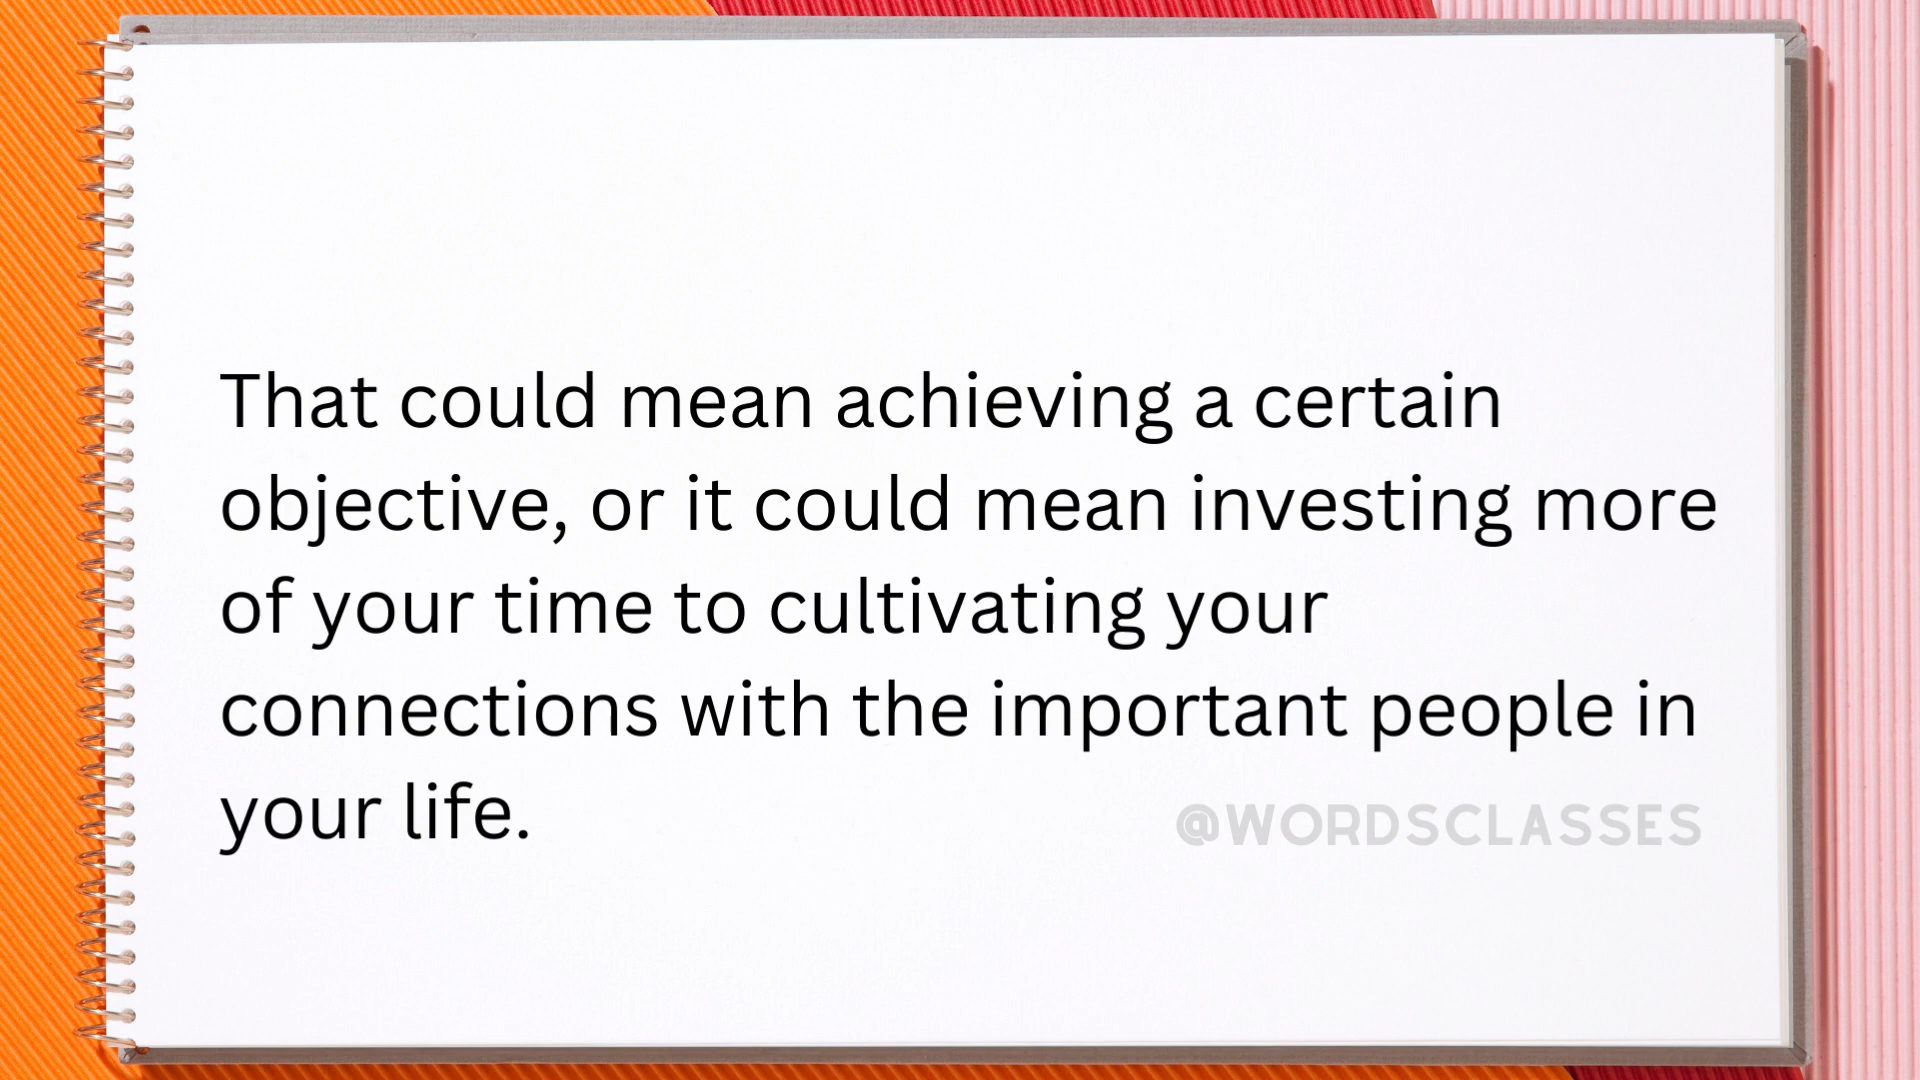 That could mean achieving a certain
objective, or it could mean investing more
of your time to cultivating your
connections with the important people in
your life.
@WORDSCLASSES